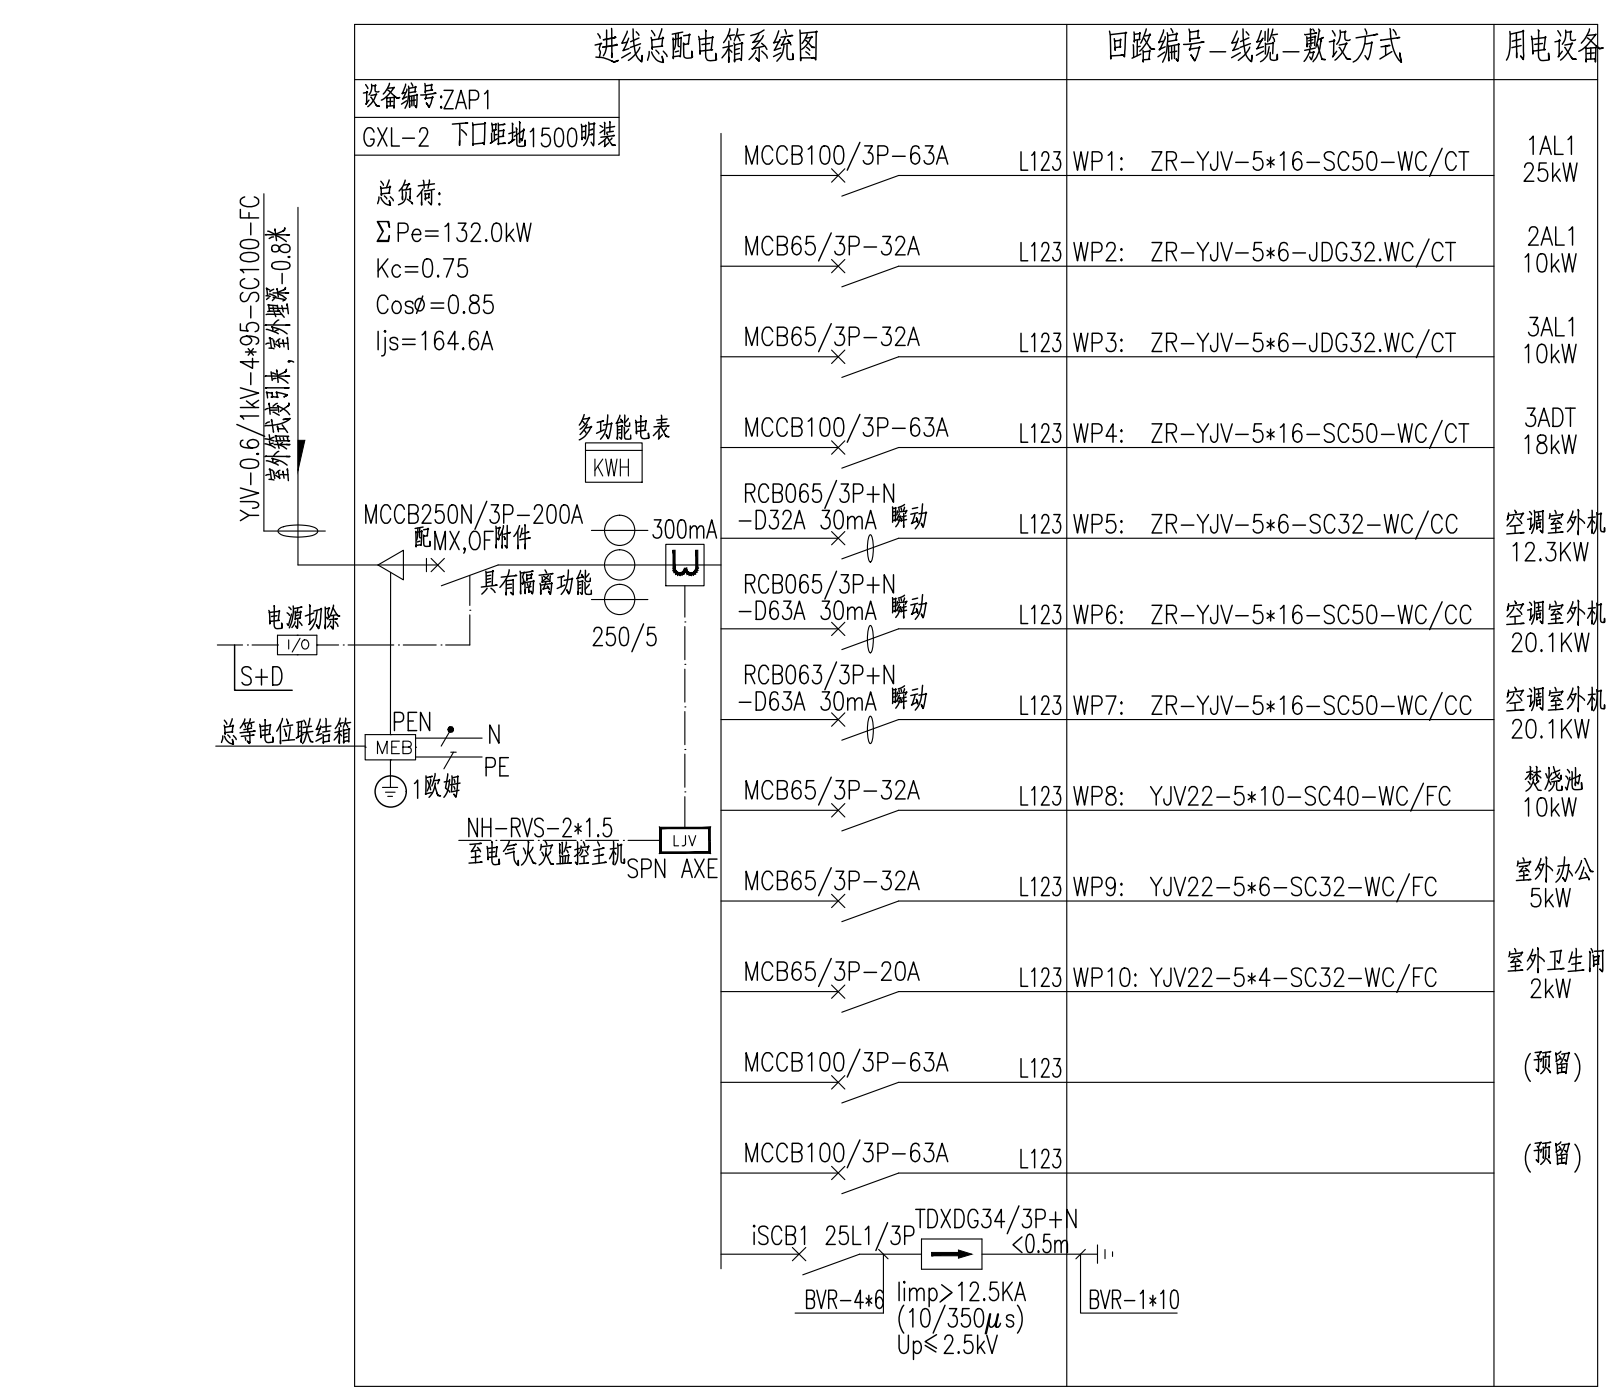 进线总配电箱系统图
回路编号-线缆-敷设方式
用电设备
设备编号:ZAP1
GXL-2 下口距地1500明装
总负荷:
ΣPe=132.0kW
Kc=0.75
Cosø=0.85
Ijs=164.6A
YJV-0.6/1kV-4*95-SC100-FC
室外箱式变引来,室外埋深-0.8米
多功能电表
KWH
MCCB250N/3P-200A
配MX,OF附件
具有隔离功能
300mA
250/5
电源切除
I/O
S+D
总等电位联结箱
PEN
MEB
N
PE
1欧姆
NH-RVS-2*1.5
至电气火灾监控主机
LJV
SPN AXE
MCCB100/3P-63A L123 WP1: ZR-YJV-5*16-SC50-WC/CT
1AL1
25kW
MCB65/3P-32A L123 WP2: ZR-YJV-5*6-JDG32.WC/CT
2AL1
10kW
MCB65/3P-32A L123 WP3: ZR-YJV-5*6-JDG32.WC/CT
3AL1
10kW
MCCB100/3P-63A L123 WP4: ZR-YJV-5*16-SC50-WC/CT
3ADT
18kW
RCBO65/3P+N
-D32A 30mA 瞬动 L123 WP5: ZR-YJV-5*6-SC32-WC/CC
空调室外机
12.3KW
RCBO65/3P+N
-D63A 30mA 瞬动 L123 WP6: ZR-YJV-5*16-SC50-WC/CC
空调室外机
20.1KW
RCBO63/3P+N
-D63A 30mA 瞬动 L123 WP7: ZR-YJV-5*16-SC50-WC/CC
空调室外机
20.1KW
MCB65/3P-32A L123 WP8: YJV22-5*10-SC40-WC/FC
焚烧池
10kW
MCB65/3P-32A L123 WP9: YJV22-5*6-SC32-WC/FC
室外办公
5kW
MCB65/3P-20A L123 WP10: YJV22-5*4-SC32-WC/FC
室外卫生间
2kW
MCCB100/3P-63A L123
(预留)
MCCB100/3P-63A L123
(预留)
iSCB1 25L1/3P
TDXDG34/3P+N
<0.5m
BVR-4*6
Iimp>12.5KA
(10/350μs)
Up≤2.5kV
BVR-1*10